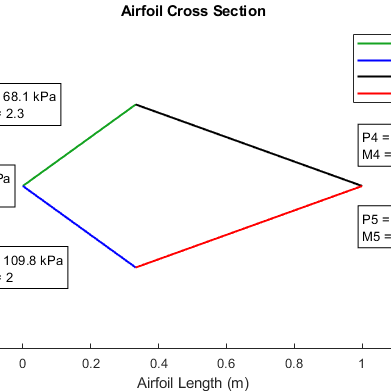 Airfoil Cross Section
68.1 kPa
= 2.3
P4 =
M4 =
Pa
P5 =
M5 =
109.8 kPa
= 2
0 0.2 0.4 0.6 0.8 1
Airfoil Length (m)